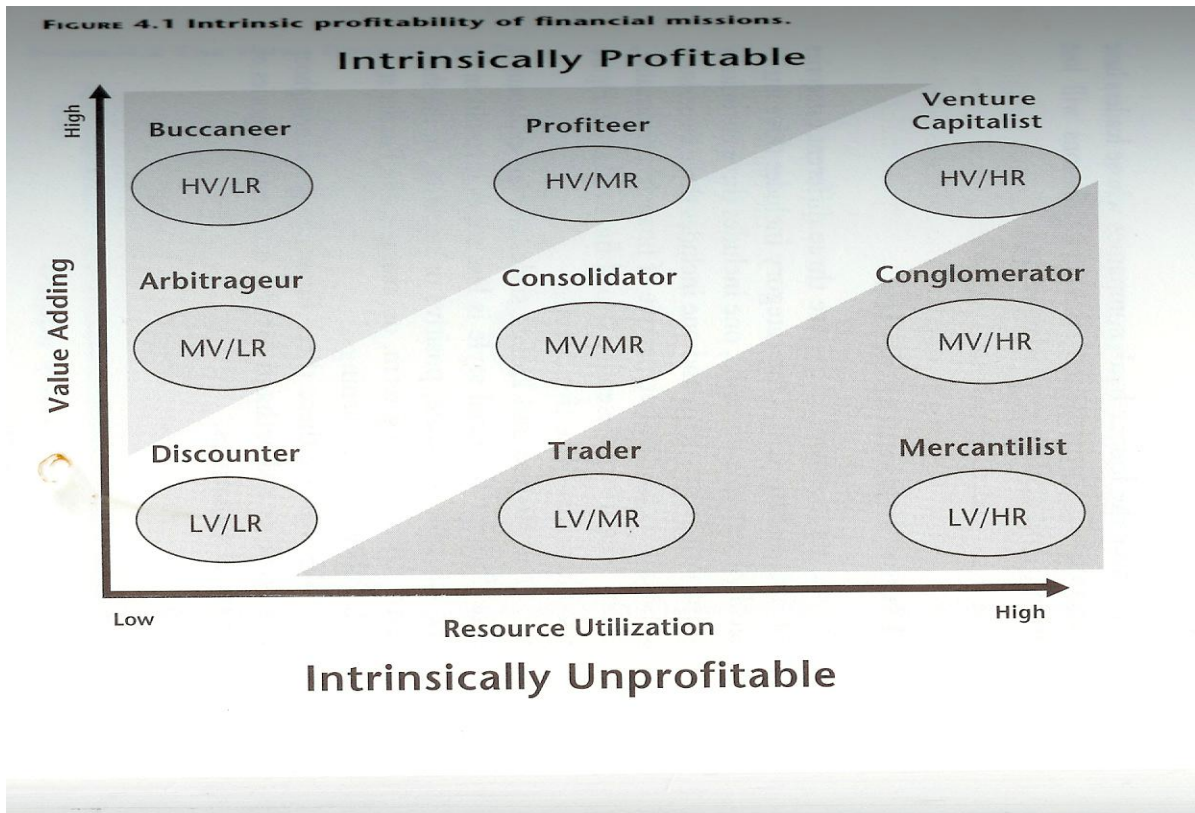 FIGURE 4.1 Intrinsic profitability of financial missions.
Intrinsically Profitable
High
Value Adding
Buccaneer
HV/LR
Profiteer
HV/MR
Venture
Capitalist
HV/HR
Arbitrageur
MV/LR
Consolidator
MV/MR
Conglomerator
MV/HR
Discounter
LV/LR
Trader
LV/MR
Mercantilist
LV/HR
Low
Resource Utilization
High
Intrinsically Unprofitable